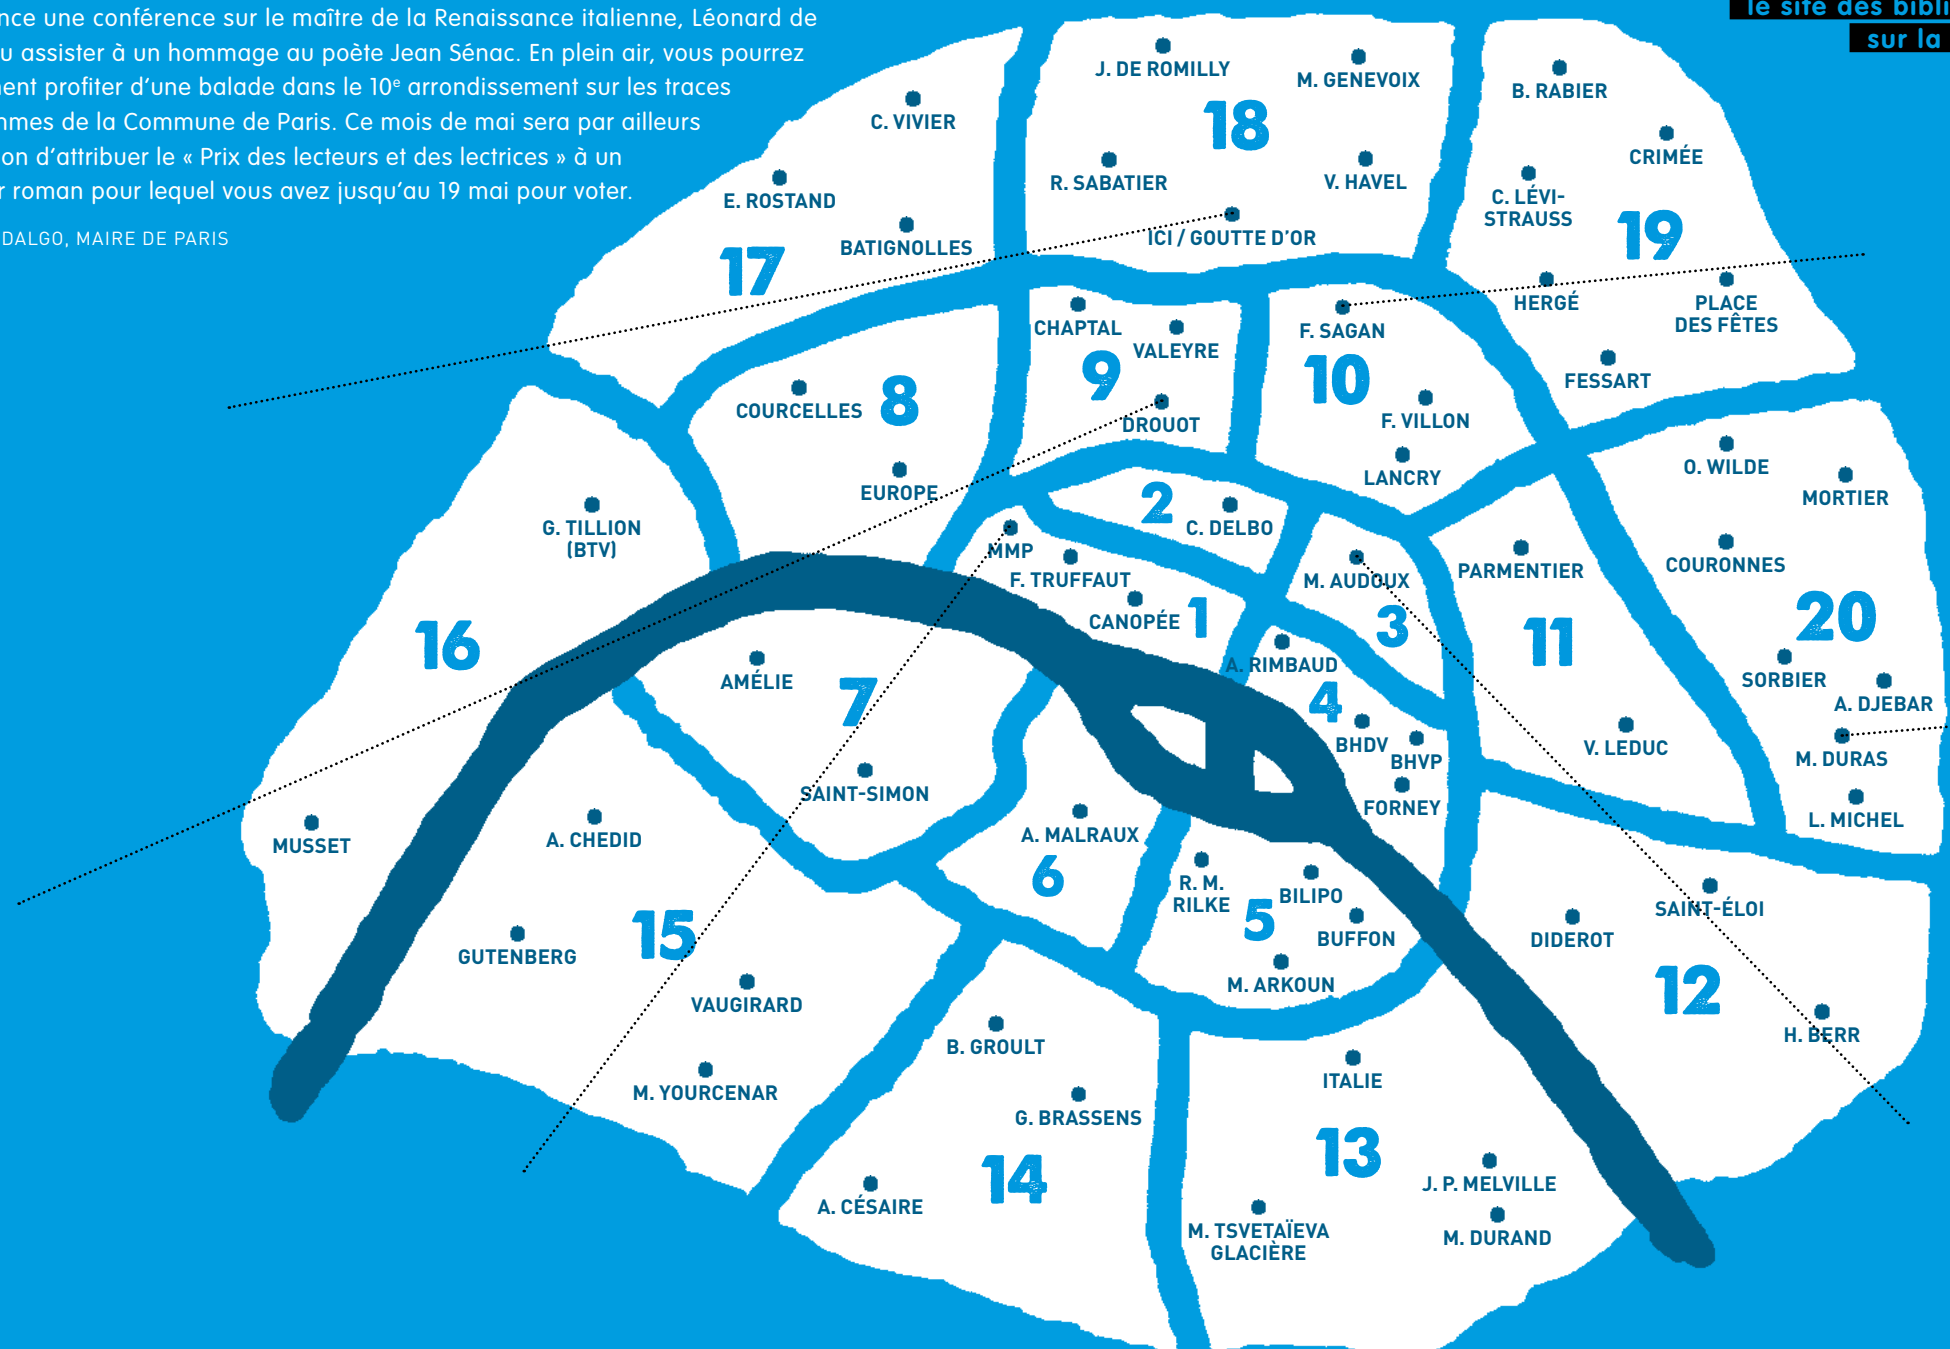 nce une conférence sur le maître de la Renaissance italienne, Léonard de
u assister à un hommage au poète Jean Sénac. En plein air, vous pourrez
ent profiter d’une balade dans le 10e arrondissement sur les traces
mmes de la Commune de Paris. Ce mois de mai sera par ailleurs
on d’attribuer le « Prix des lecteurs et des lectrices » à un
r roman pour lequel vous avez jusqu’au 19 mai pour voter.
DALGO, MAIRE DE PARIS
le site des bibli
sur la
J. DE ROMILLY
M. GENEVOIX
18
R. SABATIER
V. HAVEL
ICI / GOUTTE D’OR
C. VIVIER
E. ROSTAND
BATIGNOLLES
17
B. RABIER
CRIMÉE
C. LÉVI-
STRAUSS
19
HERGÉ
PLACE
DES FÊTES
FESSART
CHAPTAL
VALEYRE
9
DROUOT
F. SAGAN
10
F. VILLON
LANCRY
COURCELLES
8
EUROPE
G. TILLION
(BTV)
16
MUSSET
2
C. DELBO
MMP
F. TRUFFAUT
CANOPÉE
1
M. AUDOUX
3
PARMENTIER
11
V. LEDUC
O. WILDE
MORTIER
COURONNES
20
SORBIER
A. DJEBAR
M. DURAS
L. MICHEL
A. RIMBAUD
4
BHDV
BHVP
FORNEY
AMÉLIE
7
SAINT-SIMON
A. MALRAUX
6
R. M.
RILKE
BILIPO
5
BUFFON
M. ARKOUN
A. CHEDID
15
GUTENBERG
VAUGIRARD
M. YOURCENAR
SAINT-ÉLOI
DIDEROT
12
H. BERR
B. GROULT
G. BRASSENS
14
A. CÉSAIRE
ITALIE
13
J. P. MELVILLE
M. TSVETAÏEVA
GLACIÈRE
M. DURAND